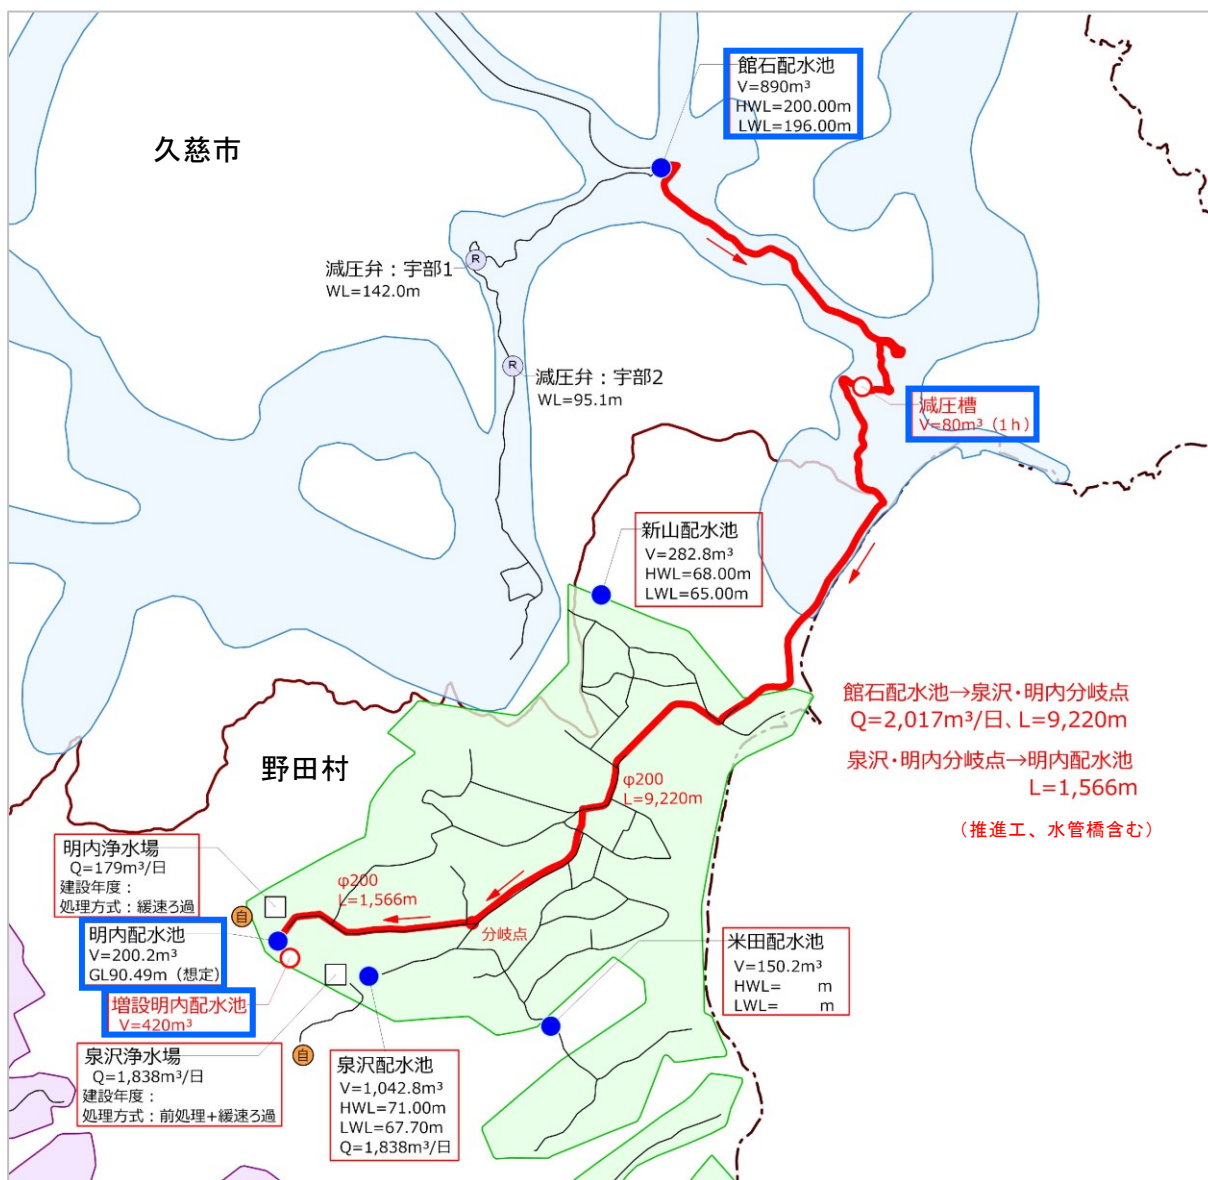 館石配水池
V=890m³
HWL=200.00m
LWL=196.00m
久慈市
R
減圧弁：宇部1
WL=142.0m
R
減圧弁：宇部2
WL=95.1m
減圧槽
V=80m³（1ｈ）
新山配水池
V=282.8m³
HWL=68.00m
LWL=65.00m
館石配水池→泉沢・明内分岐点
Q=2,017m³/日、L=9,220m
泉沢・明内分岐点→明内配水池
L=1,566m
（推進工、水管橋含む）
野田村
φ200
L=9,220m
明内浄水場
Q=179m³/日
建設年度：
処理方式：緩速ろ過
φ200
L=1,566m
自
分岐点
明内配水池
V=200.2m³
GL90.49m（想定）
増設明内配水池
V=420m³
米田配水池
V=150.2m³
HWL=　　m
LWL=　　m
泉沢浄水場
Q=1,838m³/日
建設年度：
処理方式：前処理+緩速ろ過
自
泉沢配水池
V=1,042.8m³
HWL=71.00m
LWL=67.70m
Q=1,838m³/日